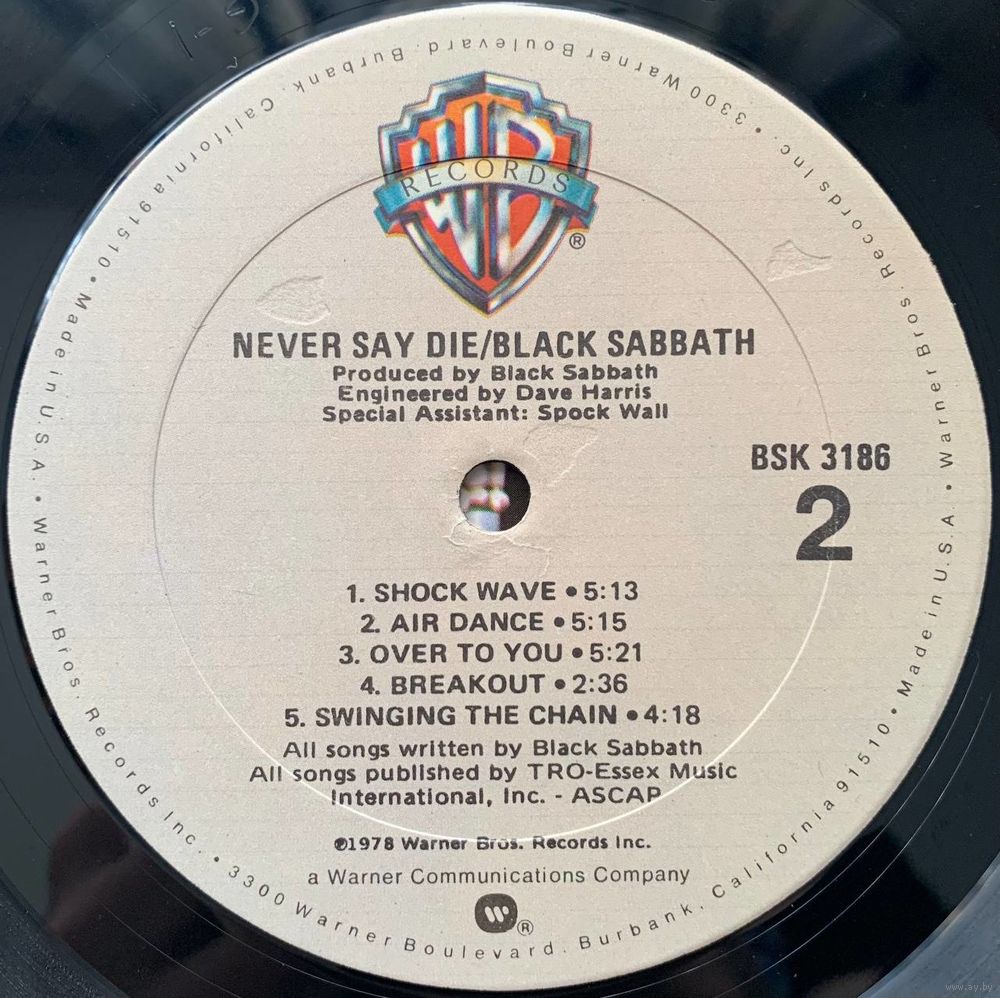 WB
RECORDS
®
NEVER SAY DIE/BLACK SABBATH
Produced by Black Sabbath
Engineered by Dave Harris
Special Assistant: Spock Wall
BSK 3186
2
1. SHOCK WAVE • 5:13
2. AIR DANCE • 5:15
3. OVER TO YOU • 5:21
4. BREAKOUT • 2:36
5. SWINGING THE CHAIN • 4:18
All songs written by Black Sabbath
All songs published by TRO-Essex Music
International, Inc. - ASCAP
℗1978 Warner Bros. Records Inc.
a Warner Communications Company
®
Made in U.S.A. • Warner Bros. Records Inc. • 3300 Warner Boulevard. Burbank, California 91510 • Made in U.S.A. • Warner Bros. Records Inc. • 3300 Warner Boulevard. Burbank, California 91510 •
www.ay.by